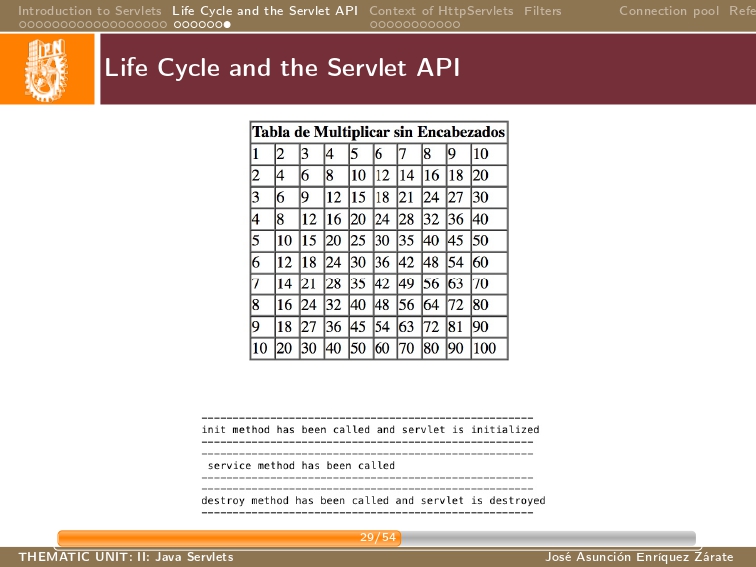 Introduction to Servlets Life Cycle and the Servlet API Context of HttpServlets Filters Connection pool Refe
IPN
Life Cycle and the Servlet API
Tabla de Multiplicar sin Encabezados
1 2 3 4 5 6 7 8 9 10
2 4 6 8 10 12 14 16 18 20
3 6 9 12 15 18 21 24 27 30
4 8 12 16 20 24 28 32 36 40
5 10 15 20 25 30 35 40 45 50
6 12 18 24 30 36 42 48 54 60
7 14 21 28 35 42 49 56 63 70
8 16 24 32 40 48 56 64 72 80
9 18 27 36 45 54 63 72 81 90
10 20 30 40 50 60 70 80 90 100
init method has been called and servlet is initialized
service method has been called
destroy method has been called and servlet is destroyed
29/54
THEMATIC UNIT: II: Java Servlets José Asunción Enríquez Zárate